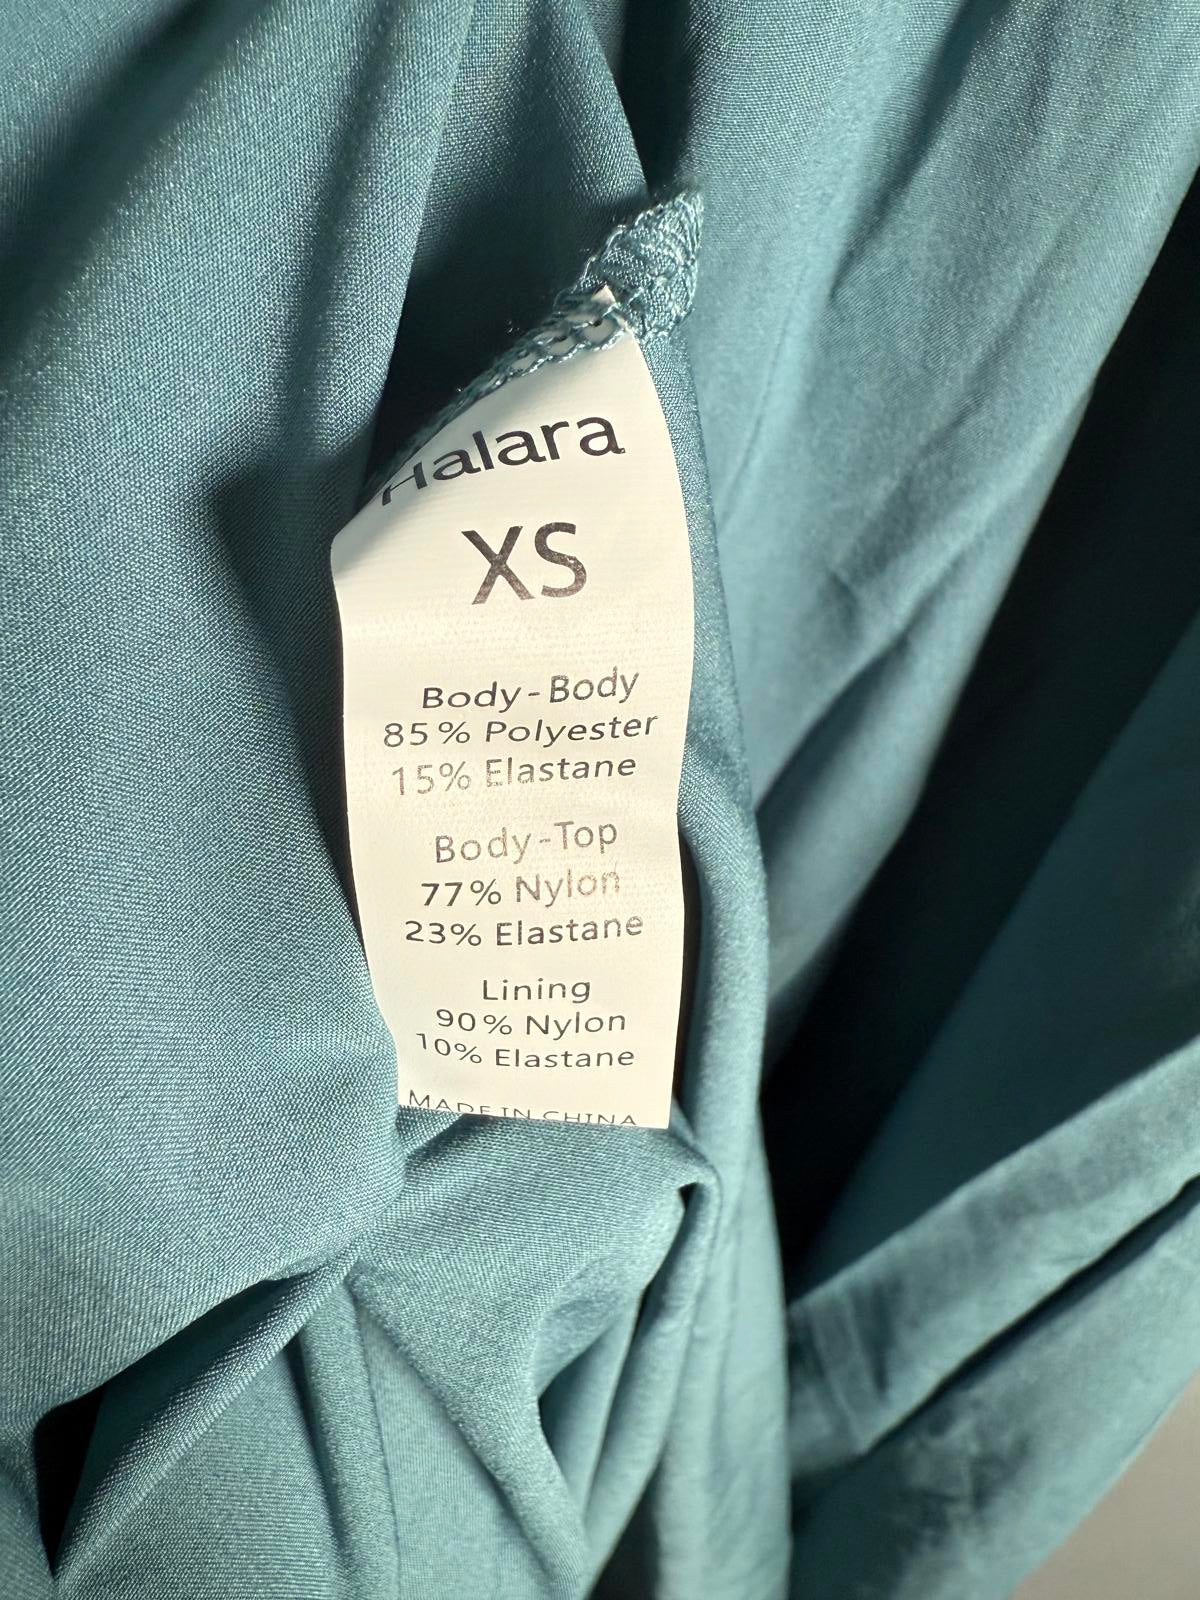 Halara
XS
Body-Body
85% Polyester
15% Elastane
Body-Top
77% Nylon
23% Elastane
Lining
90% Nylon
10% Elastane
MADE IN CHINA